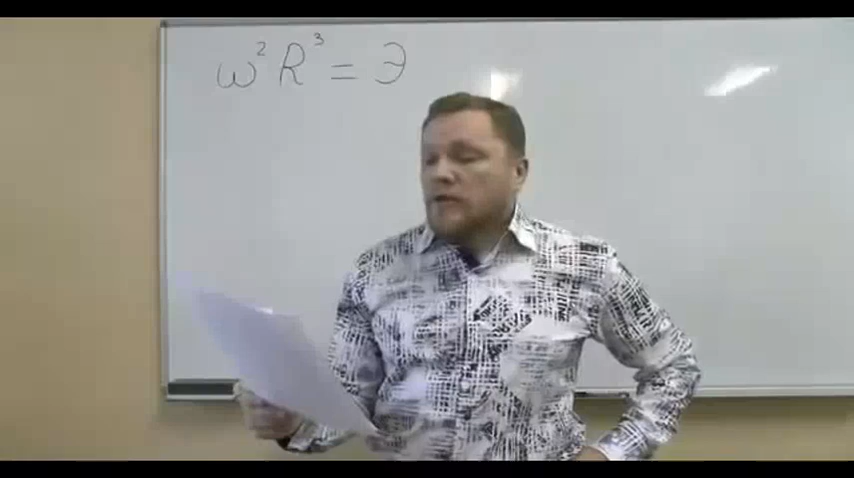 ω²R³ = Э